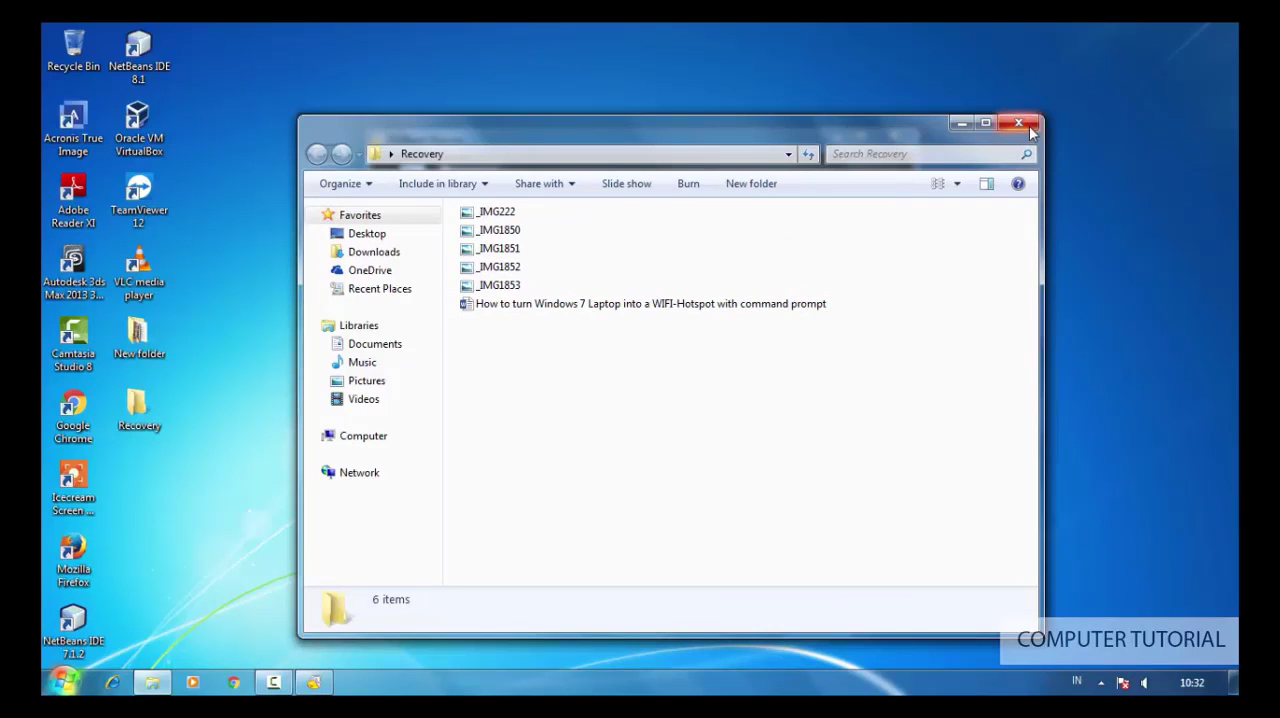 Recycle Bin
NetBeans IDE
8.1
Acronis True
Image
Oracle VM
VirtualBox
Adobe
Reader XI
TeamViewer
12
Autodesk 3ds
Max 2013 3...
VLC media
player
Camtasia
Studio 8
New folder
Google
Chrome
Recovery
Icecream
Screen ...
Mozilla
Firefox
NetBeans IDE
7.1.2
Recovery
Search Recovery
Organize
Include in library
Share with
Slide show
Burn
New folder
Favorites
Desktop
Downloads
OneDrive
Recent Places
Libraries
Documents
Music
Pictures
Videos
Computer
Network
_IMG222
_IMG1850
_IMG1851
_IMG1852
_IMG1853
How to turn Windows 7 Laptop into a WIFI-Hotspot with command prompt
6 items
COMPUTER TUTORIAL
IN
10:32